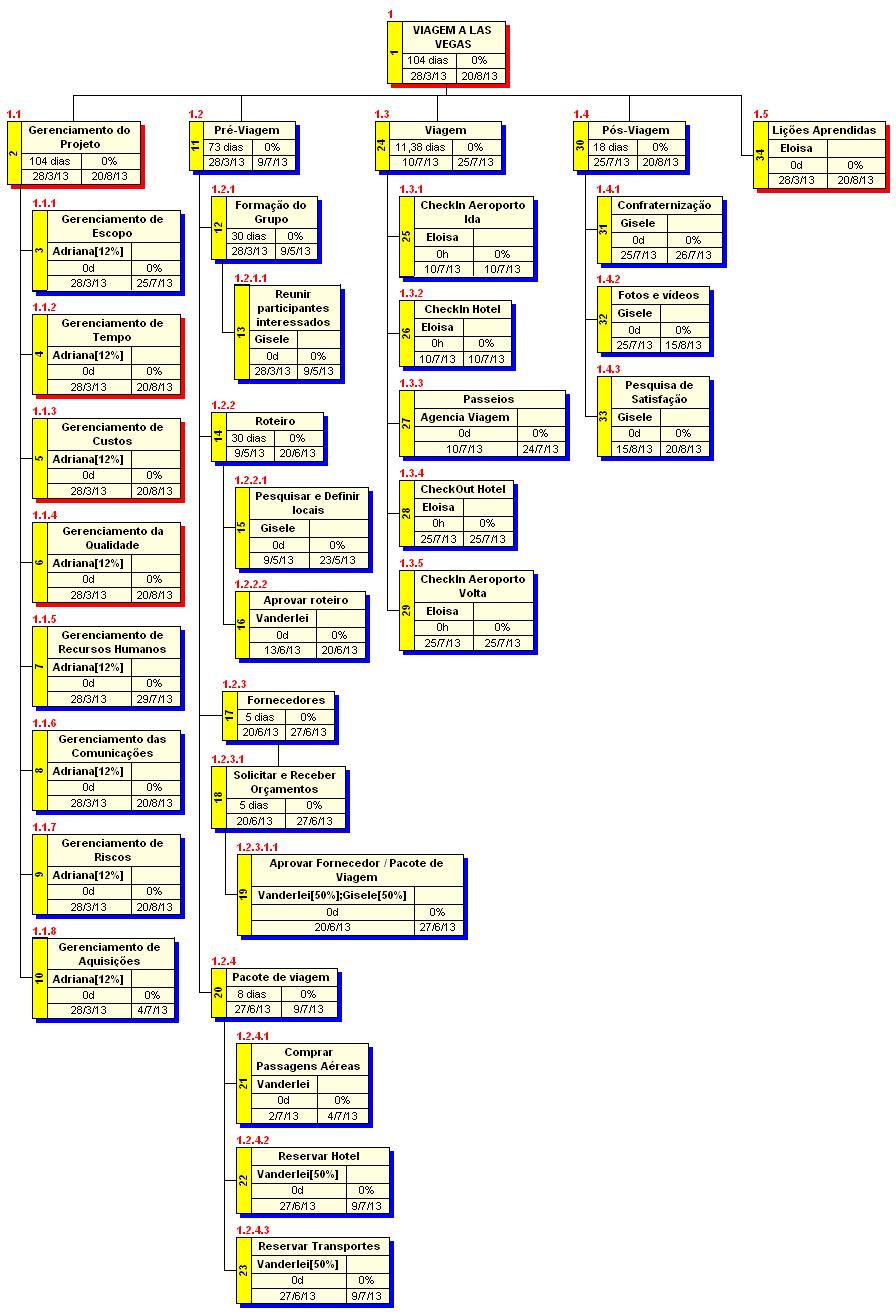 1
1
VIAGEM A LAS
VEGAS
104 dias 0%
28/3/13 20/8/13
1.1
2
Gerenciamento do
Projeto
104 dias 0%
28/3/13 20/8/13
1.1.1
3
Gerenciamento de
Escopo
Adriana[12%]
0d 0%
28/3/13 25/7/13
1.1.2
4
Gerenciamento de
Tempo
Adriana[12%]
0d 0%
28/3/13 20/8/13
1.1.3
5
Gerenciamento de
Custos
Adriana[12%]
0d 0%
28/3/13 20/8/13
1.1.4
6
Gerenciamento da
Qualidade
Adriana[12%]
0d 0%
28/3/13 20/8/13
1.1.5
7
Gerenciamento de
Recursos Humanos
Adriana[12%]
0d 0%
28/3/13 29/7/13
1.1.6
8
Gerenciamento das
Comunicações
Adriana[12%]
0d 0%
28/3/13 20/8/13
1.1.7
9
Gerenciamento de
Riscos
Adriana[12%]
0d 0%
28/3/13 20/8/13
1.1.8
10
Gerenciamento de
Aquisições
Adriana[12%]
0d 0%
28/3/13 4/7/13
1.2
11
Pré-Viagem
73 dias 0%
28/3/13 9/7/13
1.2.1
12
Formação do
Grupo
30 dias 0%
28/3/13 9/5/13
1.2.1.1
13
Reunir
participantes
interessados
Gisele
0d 0%
28/3/13 9/5/13
1.2.2
14
Roteiro
30 dias 0%
9/5/13 20/6/13
1.2.2.1
15
Pesquisar e Definir
locais
Gisele
0d 0%
9/5/13 23/5/13
1.2.2.2
16
Aprovar roteiro
Vanderlei
0d 0%
13/6/13 20/6/13
1.2.3
17
Fornecedores
5 dias 0%
20/6/13 27/6/13
1.2.3.1
18
Solicitar e Receber
Orçamentos
5 dias 0%
20/6/13 27/6/13
1.2.3.1.1
19
Aprovar Fornecedor / Pacote de
Viagem
Vanderlei[50%];Gisele[50%]
0d 0%
20/6/13 27/6/13
1.2.4
20
Pacote de viagem
8 dias 0%
27/6/13 9/7/13
1.2.4.1
21
Comprar
Passagens Aéreas
Vanderlei
0d 0%
2/7/13 4/7/13
1.2.4.2
22
Reservar Hotel
Vanderlei[50%]
0d 0%
27/6/13 9/7/13
1.2.4.3
23
Reservar Transportes
Vanderlei[50%]
0d 0%
27/6/13 9/7/13
1.3
24
Viagem
11,38 dias 0%
10/7/13 25/7/13
1.3.1
25
CheckIn Aeroporto
Ida
Eloisa
0h 0%
10/7/13 10/7/13
1.3.2
26
CheckIn Hotel
Eloisa
0h 0%
10/7/13 10/7/13
1.3.3
27
Passeios
Agencia Viagem
0d 0%
10/7/13 24/7/13
1.3.4
28
CheckOut Hotel
Eloisa
0h 0%
25/7/13 25/7/13
1.3.5
29
CheckIn Aeroporto
Volta
Eloisa
0h 0%
25/7/13 25/7/13
1.4
30
Pós-Viagem
18 dias 0%
25/7/13 20/8/13
1.4.1
31
Confraternização
Gisele
0d 0%
25/7/13 26/7/13
1.4.2
32
Fotos e vídeos
Gisele
0d 0%
25/7/13 15/8/13
1.4.3
33
Pesquisa de
Satisfação
Gisele
0d 0%
15/8/13 20/8/13
1.5
34
Lições Aprendidas
Eloisa
0d 0%
28/3/13 20/8/13